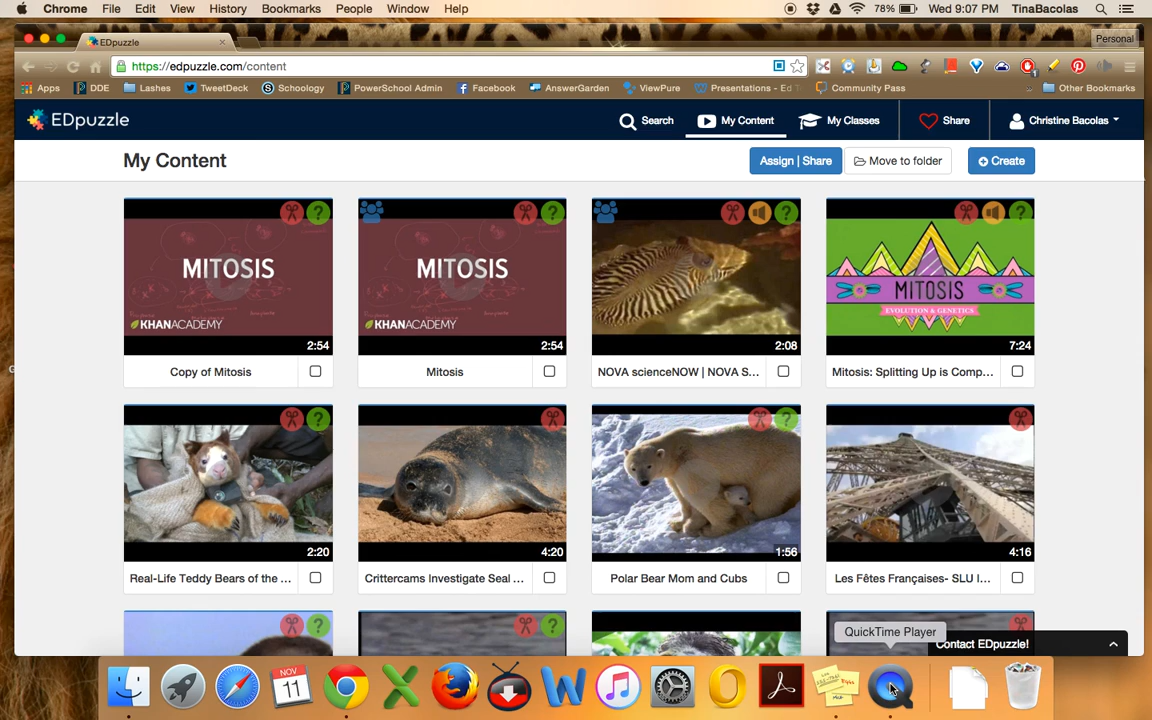 Chrome File Edit View History Bookmarks People Window Help 78% Wed 9:07 PM TinaBacolas
EDpuzzle Personal
https://edpuzzle.com/content
Apps DDE Lashes TweetDeck Schoology PowerSchool Admin Facebook AnswerGarden ViewPure Presentations - Ed T Community Pass » Other Bookmarks
EDpuzzle Search My Content My Classes Share Christine Bacolas
My Content Assign | Share Move to folder Create
MITOSIS
KHANACADEMY
2:54
MITOSIS
KHANACADEMY
2:54
2:08
MITOSIS
EVOLUTION & GENETICS
7:24
Copy of Mitosis Mitosis NOVA scienceNOW | NOVA S... Mitosis: Splitting Up is Comp...
2:20 4:20 1:56 4:16
Real-Life Teddy Bears of the ... Crittercams Investigate Seal ... Polar Bear Mom and Cubs Les Fêtes Françaises- SLU I...
QuickTime Player
Contact EDpuzzle!
NOV
11